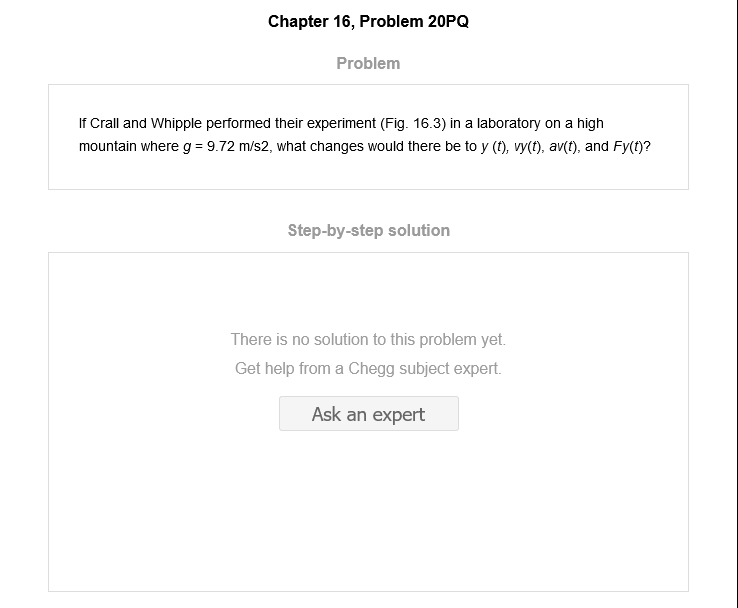 Chapter 16, Problem 20PQ
Problem
If Crall and Whipple performed their experiment (Fig. 16.3) in a laboratory on a high
mountain where g = 9.72 m/s2, what changes would there be to y (t), vy(t), av(t), and Fy(t)?
Step-by-step solution
There is no solution to this problem yet.
Get help from a Chegg subject expert.
Ask an expert